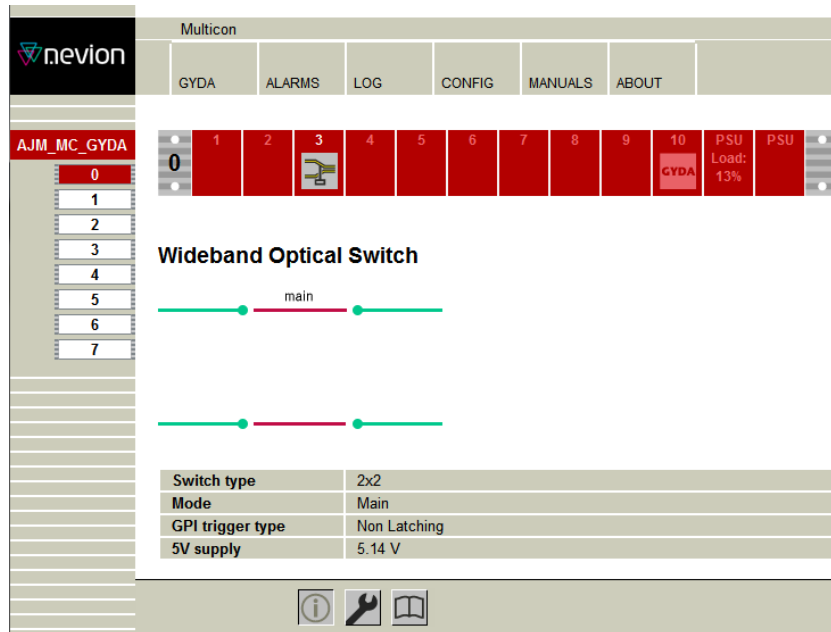 Multicon
nevion
GYDA ALARMS LOG CONFIG MANUALS ABOUT
AJM_MC_GYDA
0
1
2
3
4
5
6
7
0 1 2 3 4 5 6 7 8 9 10 PSU PSU
Load:
GYDA 13%
Wideband Optical Switch
main
Switch type 2x2
Mode Main
GPI trigger type Non Latching
5V supply 5.14 V